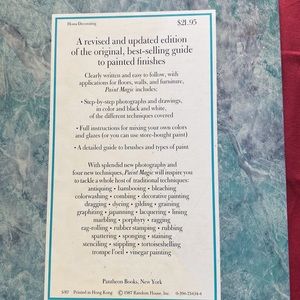 Home Decorating
$21.95
A revised and updated edition
of the original, best-selling guide
to painted finishes
Clearly written and easy to follow, with
applications for floors, walls, and furniture,
Paint Magic includes:
• Step-by-step photographs and drawings,
in color and black and white,
of the different techniques covered
• Full instructions for mixing your own colors
and glazes (or you can use store-bought paint)
• A detailed guide to brushes and types of paint
With splendid new photography and
four new techniques, Paint Magic will inspire you
to tackle a whole host of traditional techniques:
antiquing • bambooing • bleaching
colorwashing • combing • decorative painting
dragging • dyeing • gilding • graining
graphitizing • japanning • lacquering • lining
marbling • porphyry • ragging
rag-rolling • rubber stamping • rubbing
spattering • sponging • staining
stenciling • stippling • tortoiseshelling
trompe l'oeil • vinegar painting
Pantheon Books, New York
5/87 Printed in Hong Kong © 1987 Random House, Inc.